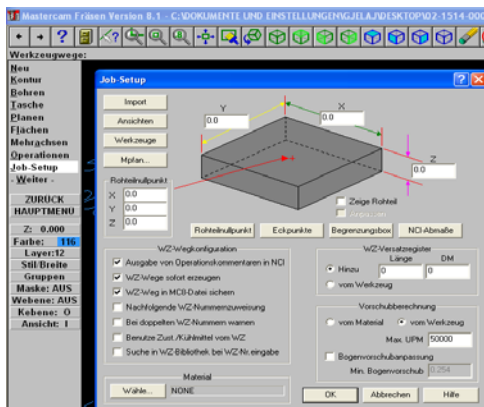 Mastercam Fräsen Version 8.1 - C:\DOKUMENTE UND EINSTELLUNGEN\GJELAJ\DESKTOP\02-1514-000
Werkzeugwege:
Neu
Kontur
Bohren
Tasche
Planen
Flächen
Mehrachsen
Operationen
Job-Setup
- Weiter -
ZURÜCK
HAUPTMENÜ
Z: 0.000
Farbe: 116
Layer:12
Stil/Breite
Gruppen
Maske: AUS
Webene: AUS
Kebene: O
Ansicht: I
Job-Setup
Import
Ansichten
Werkzeuge
Mplan...
Y
0.0
X
0.0
Z
0.0
Rohteilnullpunkt
X 0.0
Y 0.0
Z 0.0
Zeige Rohteil
Rohteilnullpunkt
Eckpunkte
Begrenzungsbox
NCI-Abmaße
WZ-Wegkonfiguration
Ausgabe von Operationskommentaren in NCI
WZ-Wege sofort erzeugen
WZ-Weg in MC8-Datei sichern
Nachfolgende WZ-Nummernzuweisung
Bei doppelten WZ-Nummern warnen
Benutze Zust./Kühlmittel vom WZ
Suche in WZ-Bibliothek bei WZ-Nr.eingabe
Material
Wähle... NONE
WZ-Versatzregister
Länge DM
Hinzu 0 0
vom Werkzeug
Vorschubberechnung
vom Material vom Werkzeug
Max. UPM 50000
Bogenvorschubanpassung
Min. Bogenvorschub 0.254
OK Abbrechen Hilfe